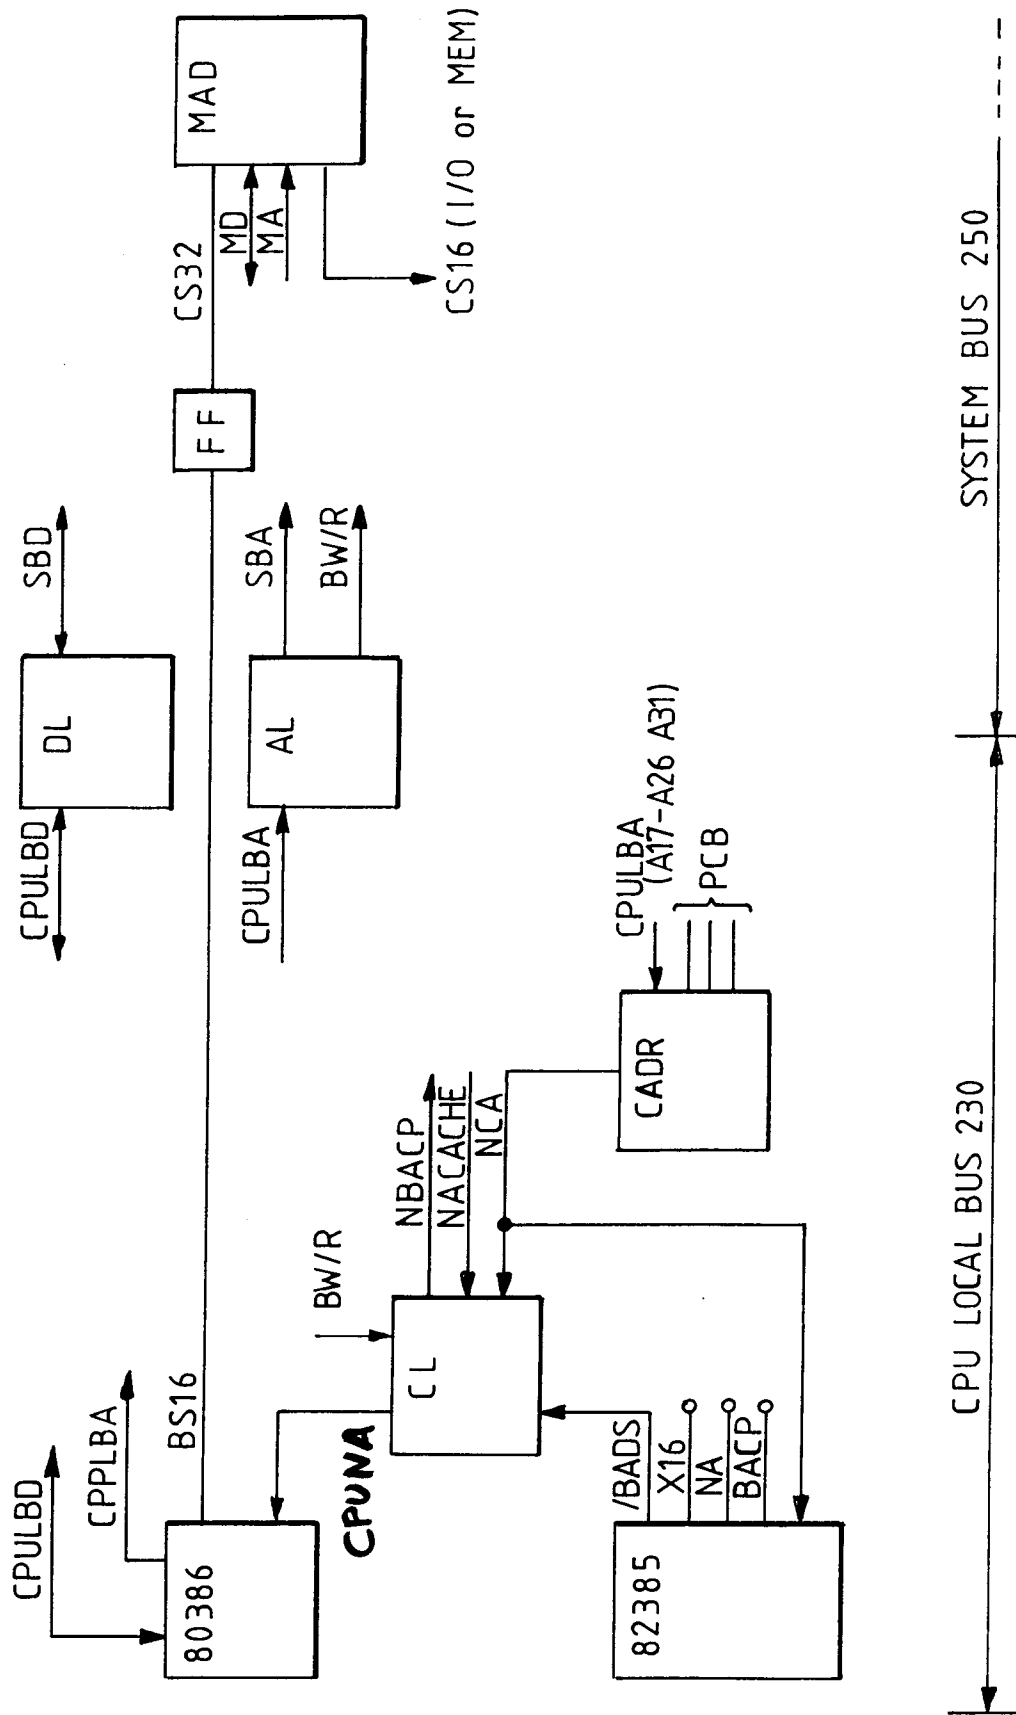 CPULBD
CPPLBA
BS16
80386
CPUNA
BW/R
CL
NBACP
NACACHE
NCA
/BADS
X16
NA
BACP
82385
CADR
CPULBA
(A17-A26 A31)
PCB
CPULBD
DL
SBD
CPULBA
AL
SBA
BW/R
FF
CS32
MD
MA
MAD
CS16 (I/O or MEM)
CPU LOCAL BUS 230
SYSTEM BUS 250